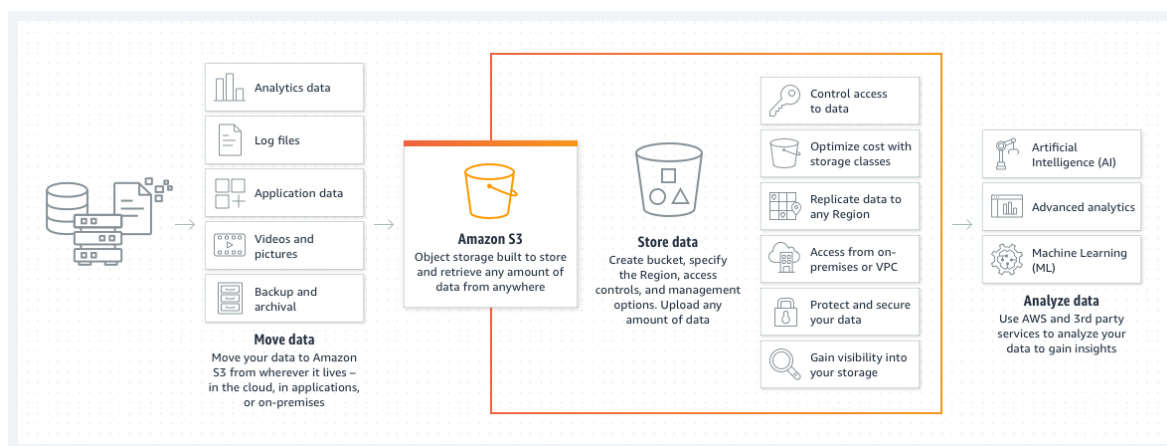 Analytics data
Log files
Application data
Videos and
pictures
Backup and
archival
Move data
Move your data to Amazon
S3 from wherever it lives –
in the cloud, in applications,
or on-premises
Amazon S3
Object storage built to store
and retrieve any amount of
data from anywhere
Store data
Create bucket, specify
the Region, access
controls, and management
options. Upload any
amount of data
Control access
to data
Optimize cost with
storage classes
Replicate data to
any Region
Access from on-
premises or VPC
Protect and secure
your data
Gain visibility into
your storage
Artificial
Intelligence (AI)
Advanced analytics
Machine Learning
(ML)
Analyze data
Use AWS and 3rd party
services to analyze your
data to gain insights